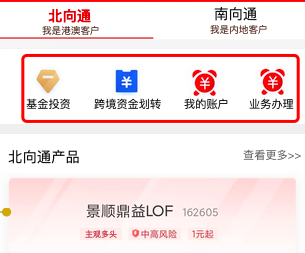 北向通 南向通
我是港澳客户 我是内地客户
基金投资 跨境资金划转 我的账户 业务办理
北向通产品 查看更多>>
景顺鼎益LOF 162605
主观多头 中高风险 1元起